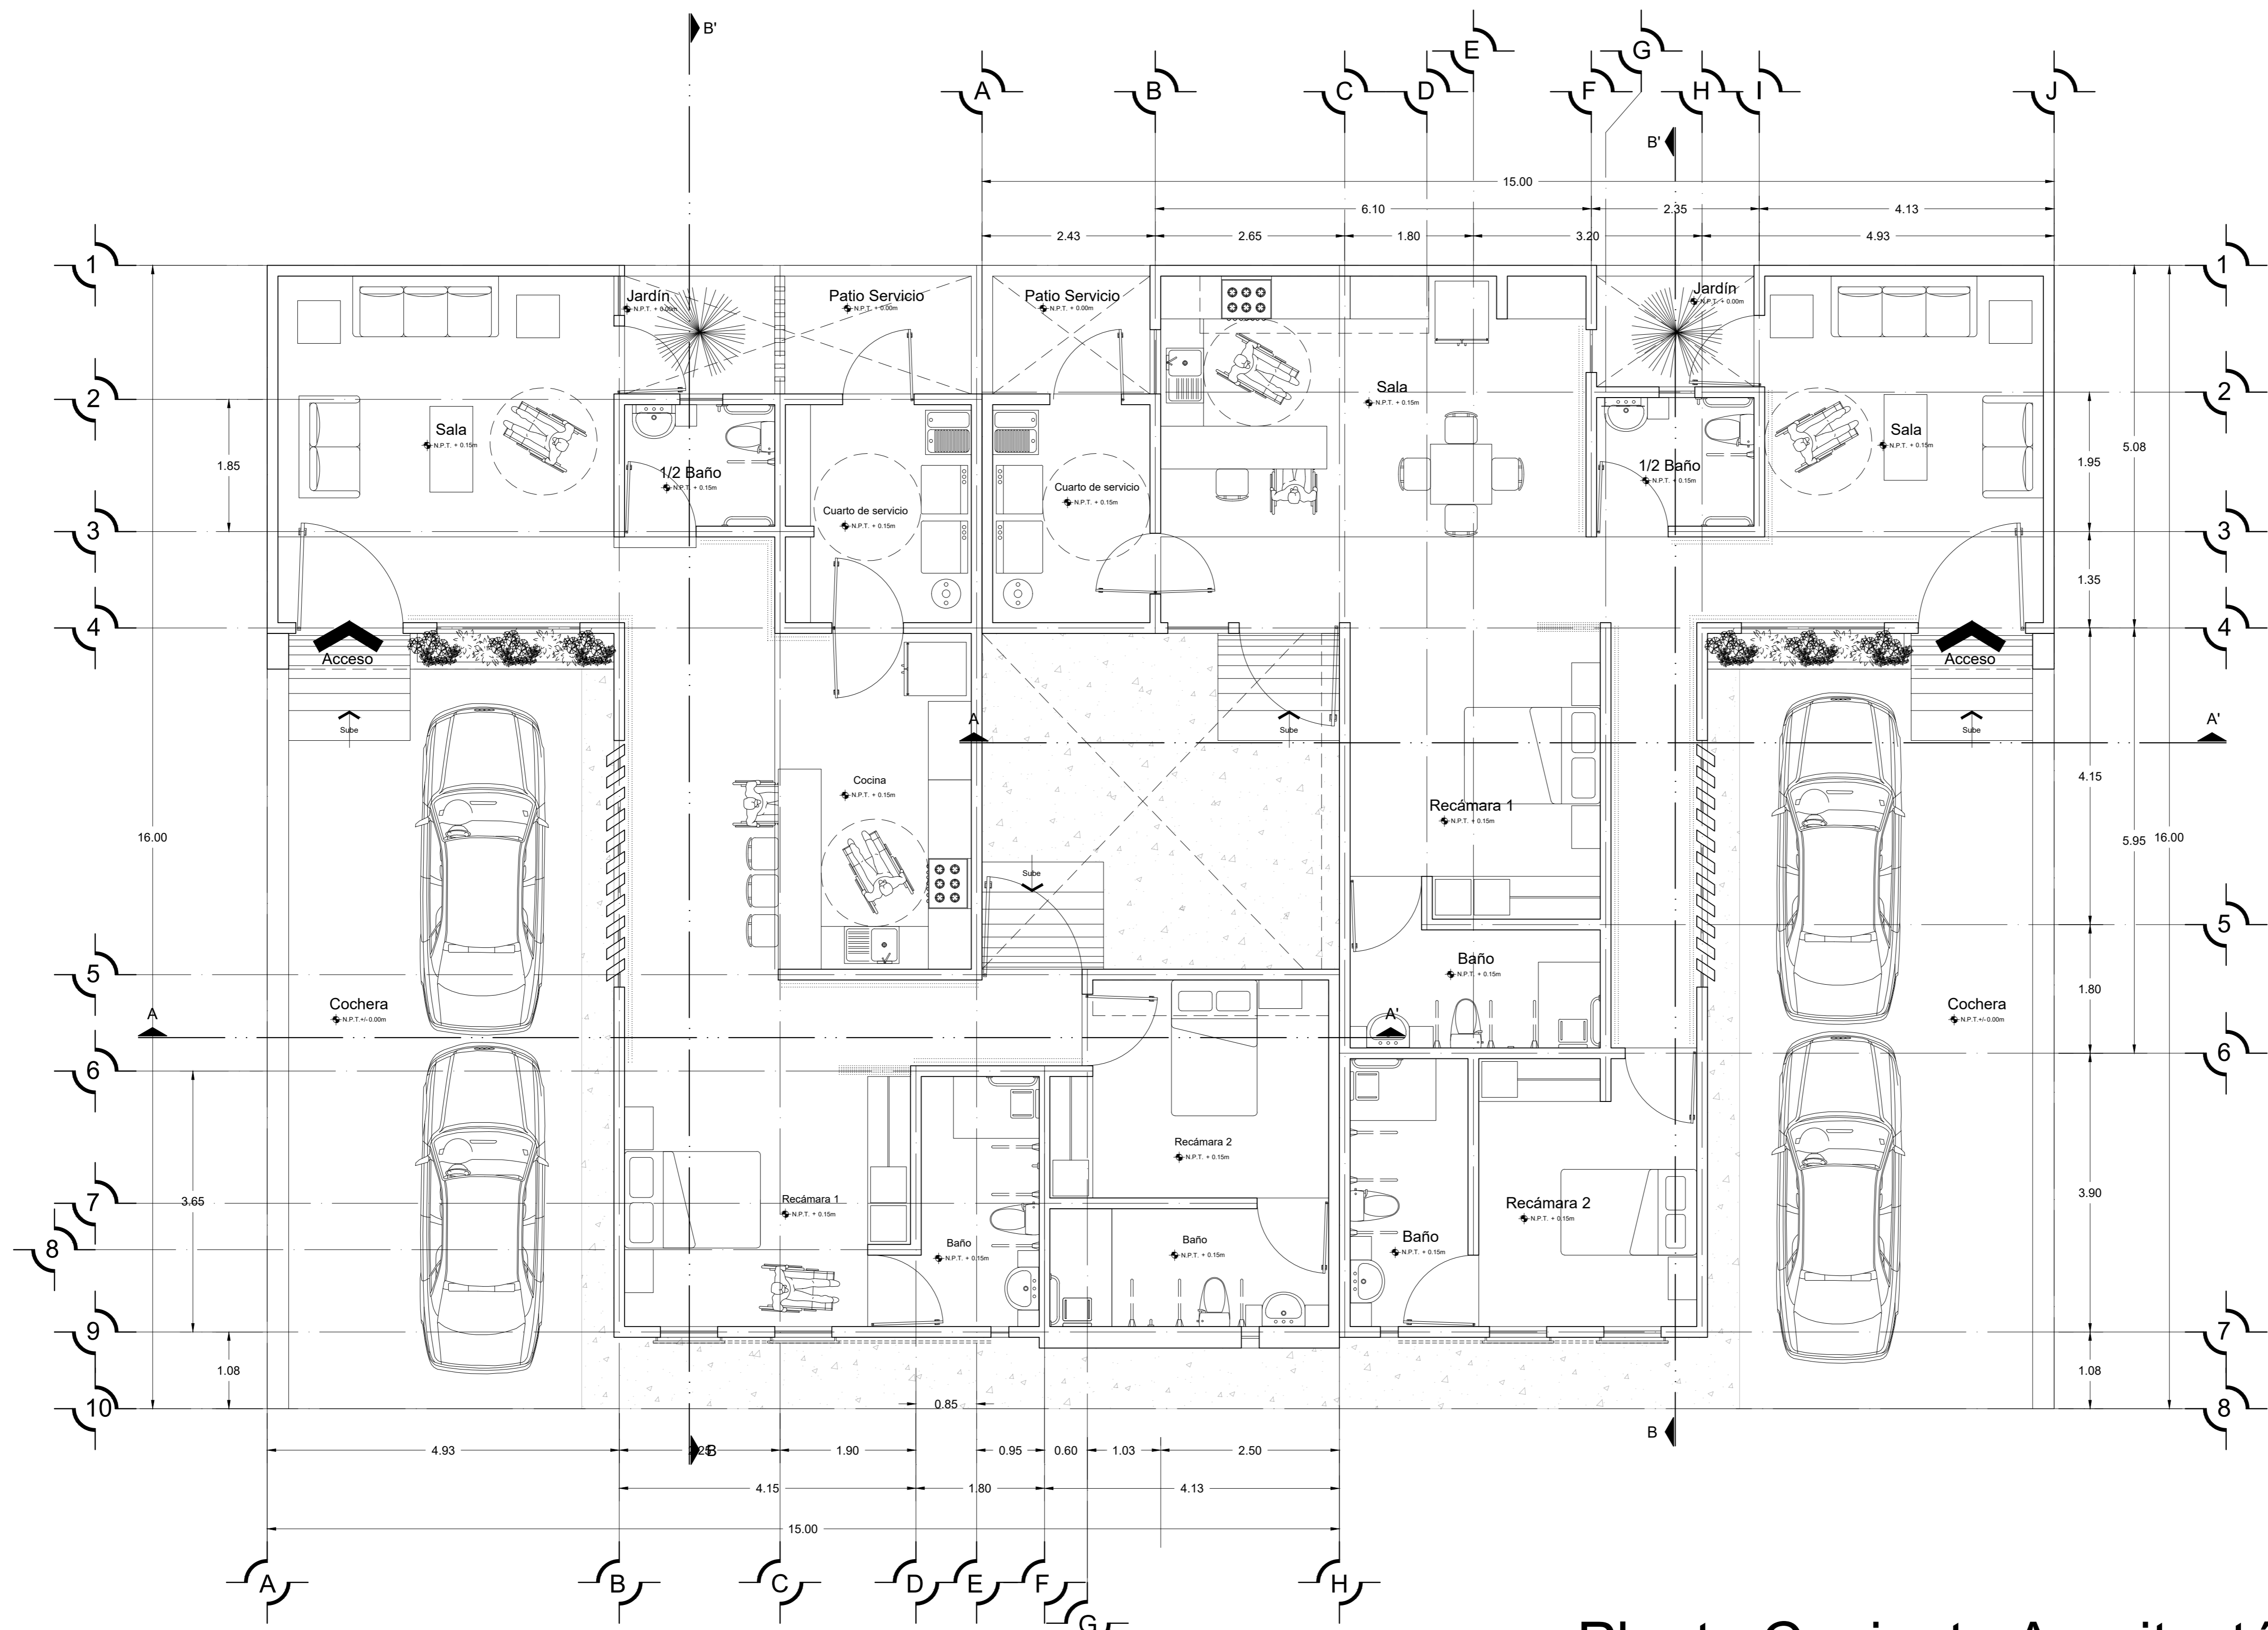 B'
E
G
A
B
C
D
F
H
I
J
B'
15.00
6.10
2.35
4.13
2.43
2.65
1.80
3.20
4.93
1
1
Jardín
N.P.T. + 0.00m
Patio Servicio
N.P.T. + 0.00m
Patio Servicio
N.P.T. + 0.00m
Jardín
N.P.T. + 0.00m
2
2
Sala
N.P.T. + 0.15m
Sala
N.P.T. + 0.15m
Sala
N.P.T. + 0.15m
1.85
1/2 Baño
N.P.T. + 0.15m
1/2 Baño
N.P.T. + 0.15m
1.95
5.08
Cuarto de servicio
N.P.T. + 0.15m
Cuarto de servicio
N.P.T. + 0.15m
3
3
1.35
4
4
Acceso
Acceso
Sube
Sube
Sube
A
A'
4.15
Cocina
N.P.T. + 0.15m
Recámara 1
N.P.T. + 0.15m
16.00
5.95
16.00
Sube
5
5
Baño
N.P.T. + 0.15m
1.80
Cochera
N.P.T.+/- 0.00m
Cochera
N.P.T.+/- 0.00m
A
A'
6
6
Recámara 2
N.P.T. + 0.15m
7
3.65
Recámara 1
N.P.T. + 0.15m
Recámara 2
N.P.T. + 0.15m
3.90
8
Baño
N.P.T. + 0.15m
Baño
N.P.T. + 0.15m
Baño
N.P.T. + 0.15m
9
7
1.08
1.08
0.85
10
8
4.93
2.25
B
1.90
0.95
0.60
1.03
2.50
B
4.15
1.80
4.13
15.00
A
B
C
D
E
F
H
G